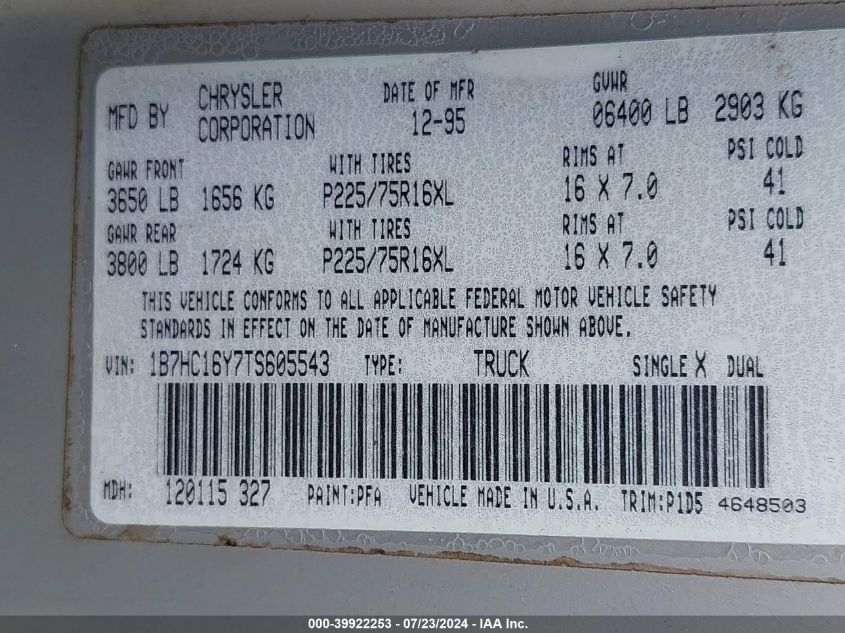 MFD BY CHRYSLER CORPORATION DATE OF MFR 12-95 GVWR 06400 LB 2903 KG
GAWR FRONT WITH TIRES RIMS AT PSI COLD
3650 LB 1656 KG P225/75R16XL 16 X 7.0 41
GAWR REAR WITH TIRES RIMS AT PSI COLD
3800 LB 1724 KG P225/75R16XL 16 X 7.0 41
THIS VEHICLE CONFORMS TO ALL APPLICABLE FEDERAL MOTOR VEHICLE SAFETY
STANDARDS IN EFFECT ON THE DATE OF MANUFACTURE SHOWN ABOVE.
VIN: 1B7HC16Y7TS605543 TYPE: TRUCK SINGLE X DUAL
MDH: 120115 327 PAINT:PFA VEHICLE MADE IN U.S.A. TRIM:P1D5 4648503
000-39922253 - 07/23/2024 - IAA Inc.